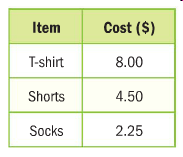 Item Cost ($)
T-shirt 8.00
Shorts 4.50
Socks 2.25